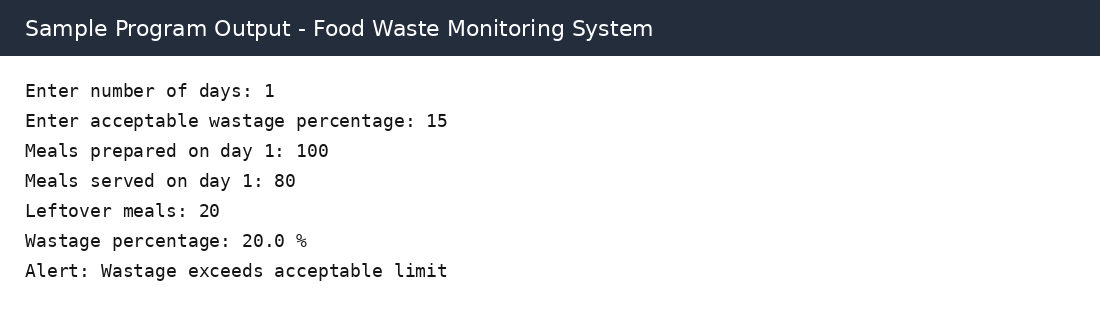 Sample Program Output - Food Waste Monitoring System
Enter number of days: 1
Enter acceptable wastage percentage: 15
Meals prepared on day 1: 100
Meals served on day 1: 80
Leftover meals: 20
Wastage percentage: 20.0 %
Alert: Wastage exceeds acceptable limit